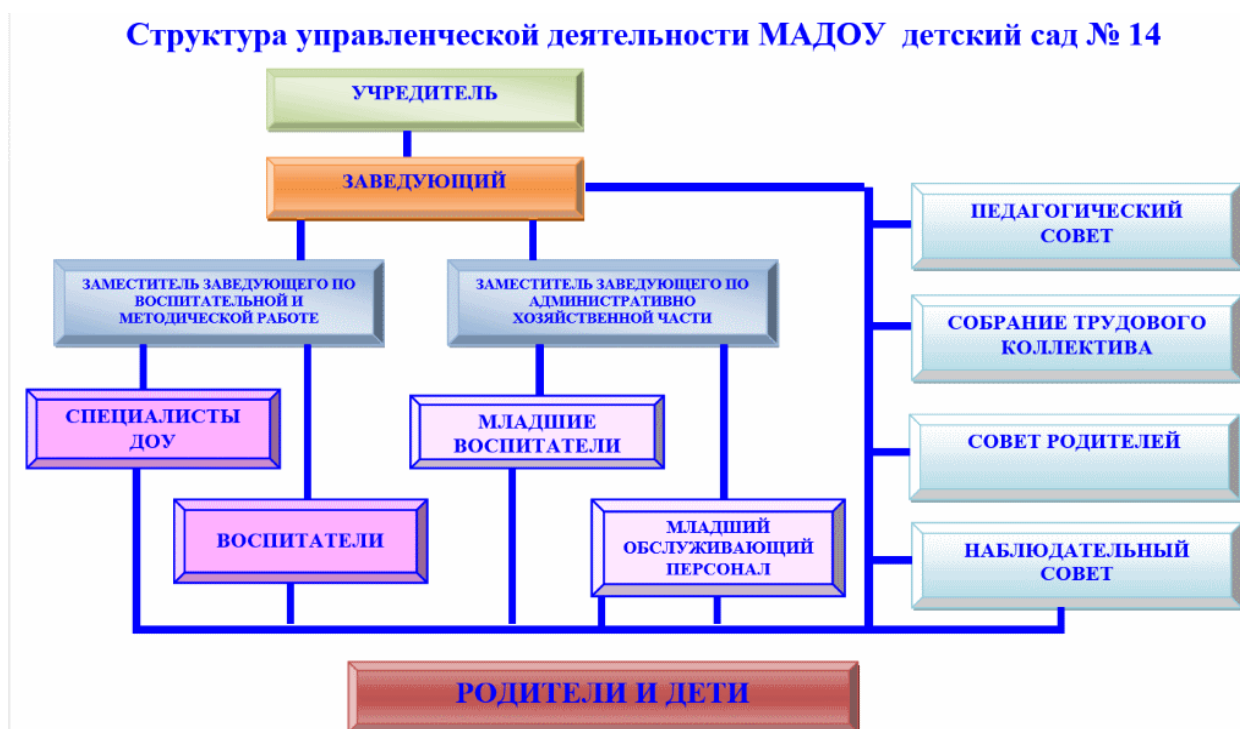 Структура управленческой деятельности МАДОУ детский сад № 14
УЧРЕДИТЕЛЬ
ЗАВЕДУЮЩИЙ
ПЕДАГОГИЧЕСКИЙ
СОВЕТ
ЗАМЕСТИТЕЛЬ ЗАВЕДУЮЩЕГО ПО
ВОСПИТАТЕЛЬНОЙ И
МЕТОДИЧЕСКОЙ РАБОТЕ
ЗАМЕСТИТЕЛЬ ЗАВЕДУЮЩЕГО ПО
АДМИНИСТРАТИВНО
ХОЗЯЙСТВЕННОЙ ЧАСТИ
СОБРАНИЕ ТРУДОВОГО
КОЛЛЕКТИВА
СПЕЦИАЛИСТЫ
ДОУ
МЛАДШИЕ
ВОСПИТАТЕЛИ
СОВЕТ РОДИТЕЛЕЙ
ВОСПИТАТЕЛИ
МЛАДШИЙ
ОБСЛУЖИВАЮЩИЙ
ПЕРСОНАЛ
НАБЛЮДАТЕЛЬНЫЙ
СОВЕТ
РОДИТЕЛИ И ДЕТИ